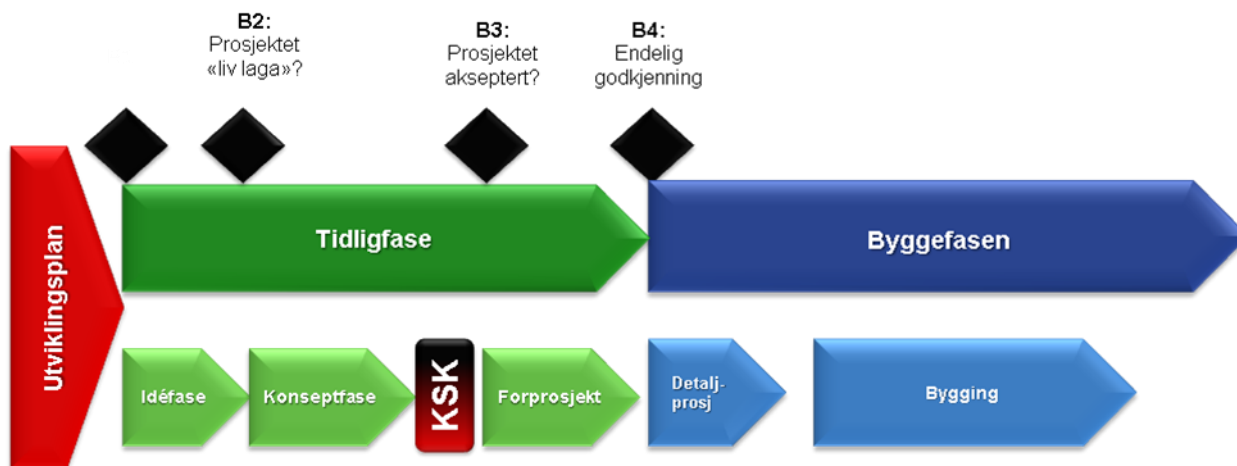 B2:
Prosjektet
«liv laga»?
B3:
Prosjektet
akseptert?
B4:
Endelig
godkjenning
Utviklingsplan
Tidligfase
Byggefasen
Idéfase
Konseptfase
KSK
Forprosjekt
Detalj-
prosj
Bygging